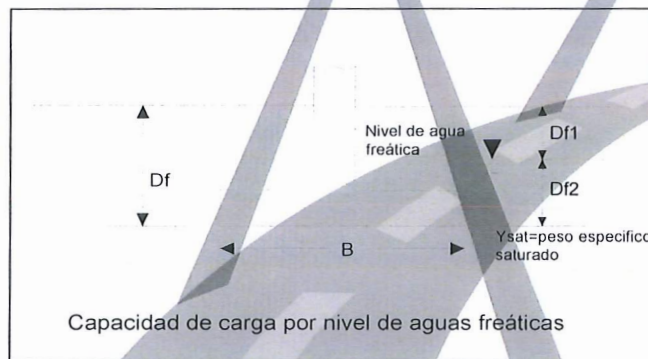 Nivel de agua
freática
Df
Df1
Df2
B
Ysat=peso especifico
saturado
Capacidad de carga por nivel de aguas freáticas